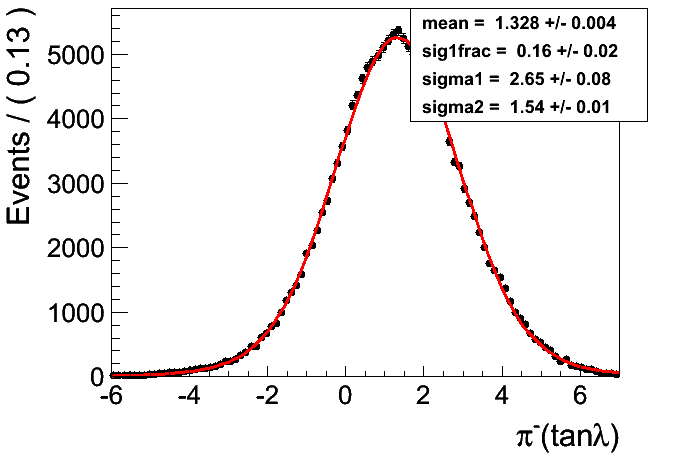 mean = 1.328 +/- 0.004
sig1frac = 0.16 +/- 0.02
sigma1 = 2.65 +/- 0.08
sigma2 = 1.54 +/- 0.01
Events / ( 0.13 )
5000
4000
3000
2000
1000
0
-6 -4 -2 0 2 4 6
π⁻(tanλ)